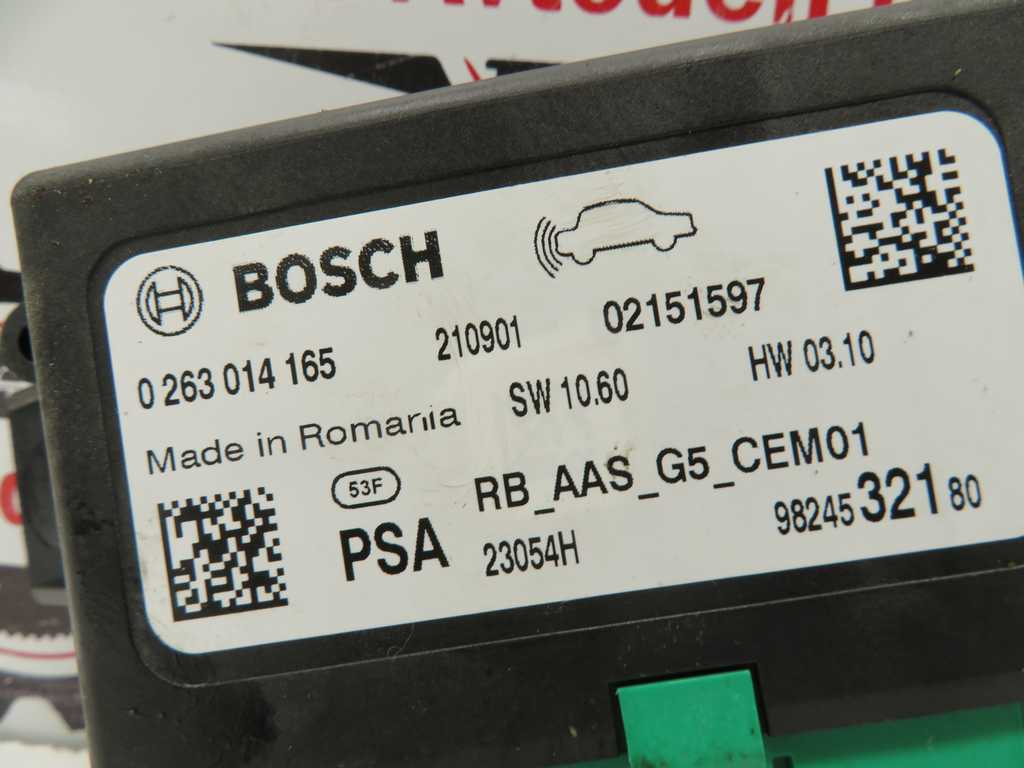 BOSCH
0 263 014 165
210901
02151597
Made in Romania
SW 10.60
HW 03.10
53F
RB_AAS_G5_CEM01
PSA
23054H
98245 321 80